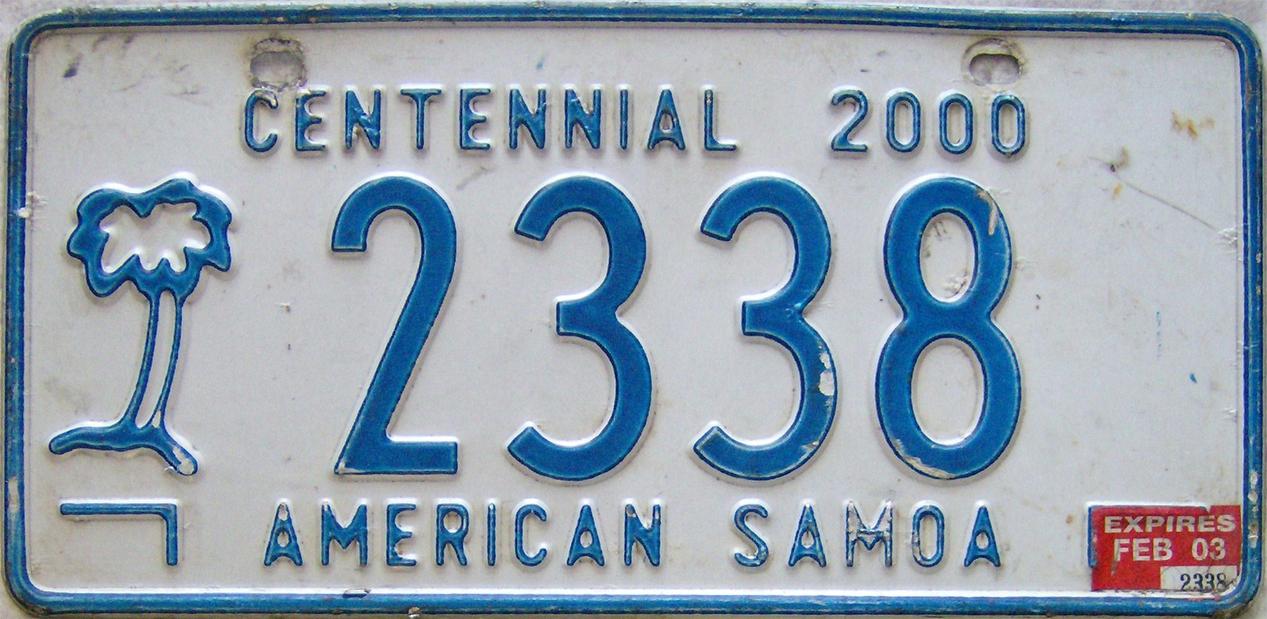 CENTENNIAL 2000
2338
AMERICAN SAMOA
EXPIRES
FEB 03
2338